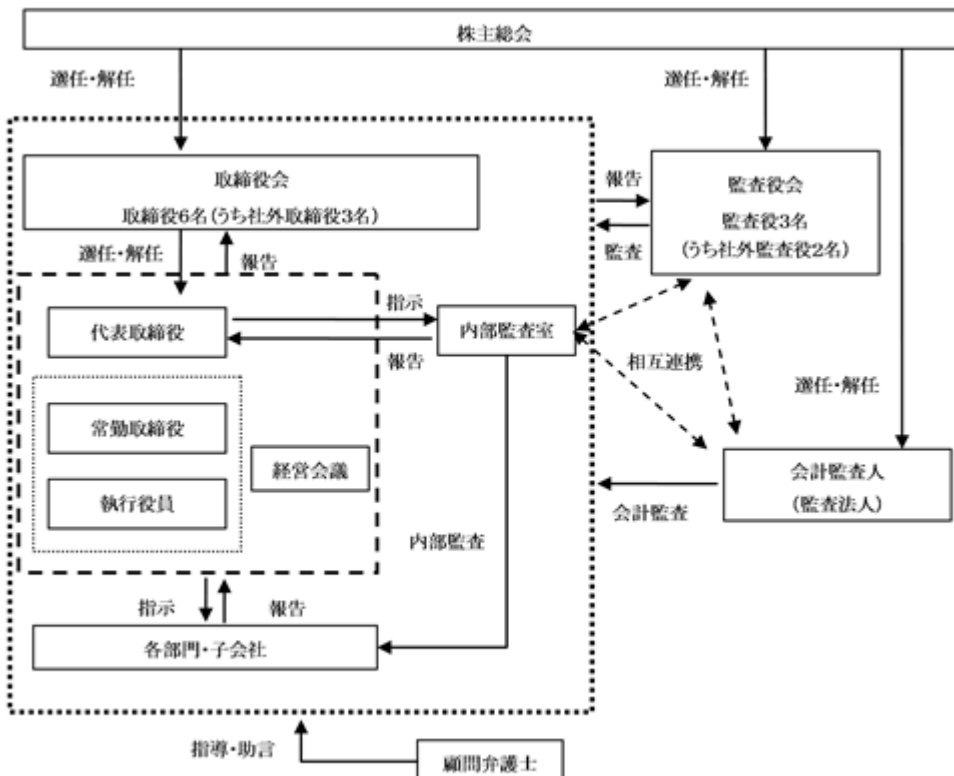 株主総会
選任・解任
選任・解任
取締役会
取締役6名(うち社外取締役3名)
報告
監査
監査役会
監査役3名
(うち社外監査役2名)
選任・解任
報告
代表取締役
指示
報告
内部監査室
相互連携
選任・解任
常勤取締役
執行役員
経営会議
内部監査
会計監査
会計監査人
(監査法人)
指示
報告
各部門・子会社
指導・助言
顧問弁護士